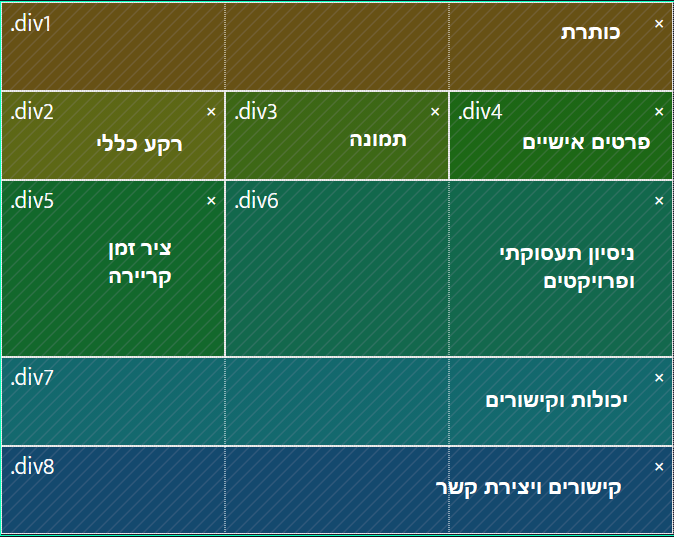 .div1
×
כותרת
.div2
×
רקע כללי
.div3
×
תמונה
.div4
×
פרטים אישיים
.div5
×
ציר זמן
קריירה
.div6
×
ניסיון תעסוקתי
ופרויקטים
.div7
×
יכולות וקישורים
.div8
×
קישורים ויצירת קשר